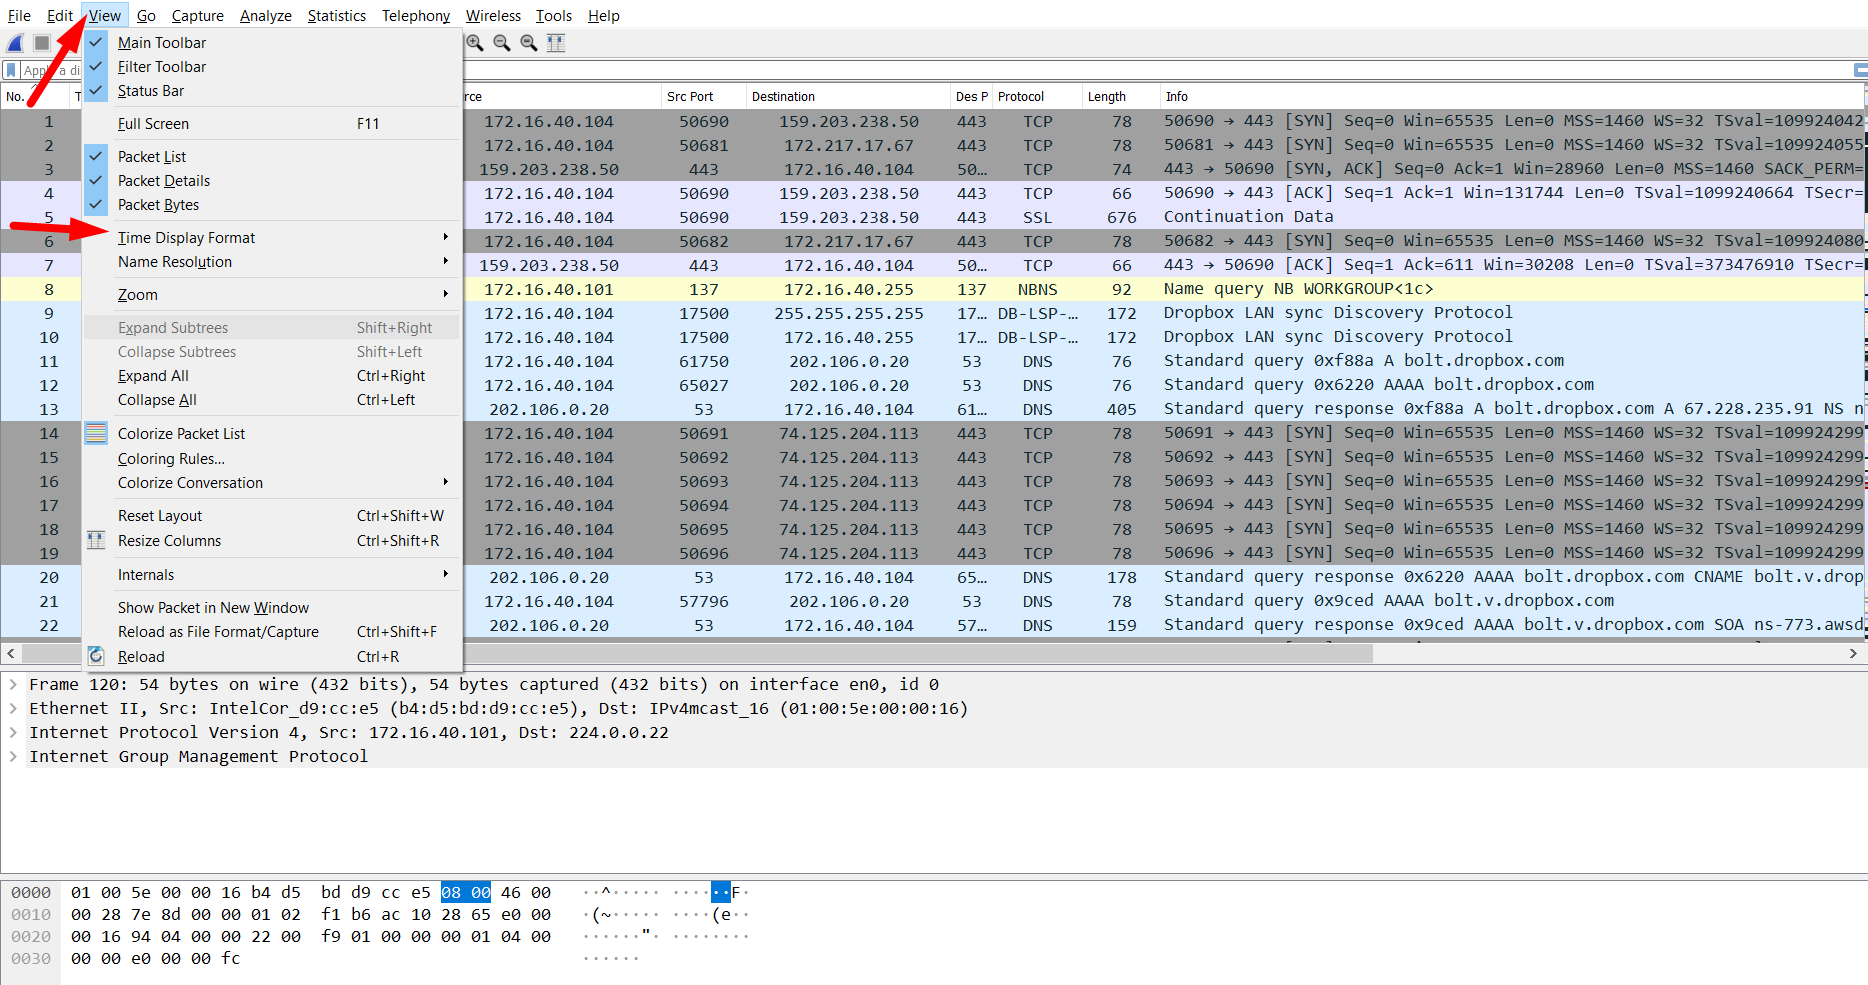 File Edit View Go Capture Analyze Statistics Telephony Wireless Tools Help
Main Toolbar
Filter Toolbar
Status Bar
Full Screen F11
Packet List
Packet Details
Packet Bytes
Time Display Format
Name Resolution
Zoom
Expand Subtrees Shift+Right
Collapse Subtrees Shift+Left
Expand All Ctrl+Right
Collapse All Ctrl+Left
Colorize Packet List
Coloring Rules...
Colorize Conversation
Reset Layout Ctrl+Shift+W
Resize Columns Ctrl+Shift+R
Internals
Show Packet in New Window
Reload as File Format/Capture Ctrl+Shift+F
Reload Ctrl+R
No. T rce Src Port Destination Des P Protocol Length Info
1 172.16.40.104 50690 159.203.238.50 443 TCP 78 50690 → 443 [SYN] Seq=0 Win=65535 Len=0 MSS=1460 WS=32 TSval=109924042
2 172.16.40.104 50681 172.217.17.67 443 TCP 78 50681 → 443 [SYN] Seq=0 Win=65535 Len=0 MSS=1460 WS=32 TSval=109924055
3 159.203.238.50 443 172.16.40.104 50... TCP 74 443 → 50690 [SYN, ACK] Seq=0 Ack=1 Win=28960 Len=0 MSS=1460 SACK_PERM=
4 172.16.40.104 50690 159.203.238.50 443 TCP 66 50690 → 443 [ACK] Seq=1 Ack=1 Win=131744 Len=0 TSval=1099240664 TSecr=
5 172.16.40.104 50690 159.203.238.50 443 SSL 676 Continuation Data
6 172.16.40.104 50682 172.217.17.67 443 TCP 78 50682 → 443 [SYN] Seq=0 Win=65535 Len=0 MSS=1460 WS=32 TSval=109924080
7 159.203.238.50 443 172.16.40.104 50... TCP 66 443 → 50690 [ACK] Seq=1 Ack=611 Win=30208 Len=0 TSval=373476910 TSecr=
8 172.16.40.101 137 172.16.40.255 137 NBNS 92 Name query NB WORKGROUP<1c>
9 172.16.40.104 17500 255.255.255.255 17... DB-LSP-... 172 Dropbox LAN sync Discovery Protocol
10 172.16.40.104 17500 172.16.40.255 17... DB-LSP-... 172 Dropbox LAN sync Discovery Protocol
11 172.16.40.104 61750 202.106.0.20 53 DNS 76 Standard query 0xf88a A bolt.dropbox.com
12 172.16.40.104 65027 202.106.0.20 53 DNS 76 Standard query 0x6220 AAAA bolt.dropbox.com
13 202.106.0.20 53 172.16.40.104 61... DNS 405 Standard query response 0xf88a A bolt.dropbox.com A 67.228.235.91 NS n
14 172.16.40.104 50691 74.125.204.113 443 TCP 78 50691 → 443 [SYN] Seq=0 Win=65535 Len=0 MSS=1460 WS=32 TSval=109924299
15 172.16.40.104 50692 74.125.204.113 443 TCP 78 50692 → 443 [SYN] Seq=0 Win=65535 Len=0 MSS=1460 WS=32 TSval=109924299
16 172.16.40.104 50693 74.125.204.113 443 TCP 78 50693 → 443 [SYN] Seq=0 Win=65535 Len=0 MSS=1460 WS=32 TSval=109924299
17 172.16.40.104 50694 74.125.204.113 443 TCP 78 50694 → 443 [SYN] Seq=0 Win=65535 Len=0 MSS=1460 WS=32 TSval=109924299
18 172.16.40.104 50695 74.125.204.113 443 TCP 78 50695 → 443 [SYN] Seq=0 Win=65535 Len=0 MSS=1460 WS=32 TSval=109924299
19 172.16.40.104 50696 74.125.204.113 443 TCP 78 50696 → 443 [SYN] Seq=0 Win=65535 Len=0 MSS=1460 WS=32 TSval=109924299
20 202.106.0.20 53 172.16.40.104 65... DNS 178 Standard query response 0x6220 AAAA bolt.dropbox.com CNAME bolt.v.drop
21 172.16.40.104 57796 202.106.0.20 53 DNS 78 Standard query 0x9ced AAAA bolt.v.dropbox.com
22 202.106.0.20 53 172.16.40.104 57... DNS 159 Standard query response 0x9ced AAAA bolt.v.dropbox.com SOA ns-773.awsd
Frame 120: 54 bytes on wire (432 bits), 54 bytes captured (432 bits) on interface en0, id 0
Ethernet II, Src: IntelCor_d9:cc:e5 (b4:d5:bd:d9:cc:e5), Dst: IPv4mcast_16 (01:00:5e:00:00:16)
Internet Protocol Version 4, Src: 172.16.40.101, Dst: 224.0.0.22
Internet Group Management Protocol
0000 01 00 5e 00 00 16 b4 d5 bd d9 cc e5 08 00 46 00 ··^····· ······F·
0010 00 28 7e 8d 00 00 01 02 f1 b6 ac 10 28 65 e0 00 ·(~····· ····(e··
0020 00 16 94 04 00 00 22 00 f9 01 00 00 00 01 04 00 ······"· ········
0030 00 00 e0 00 00 fc ······